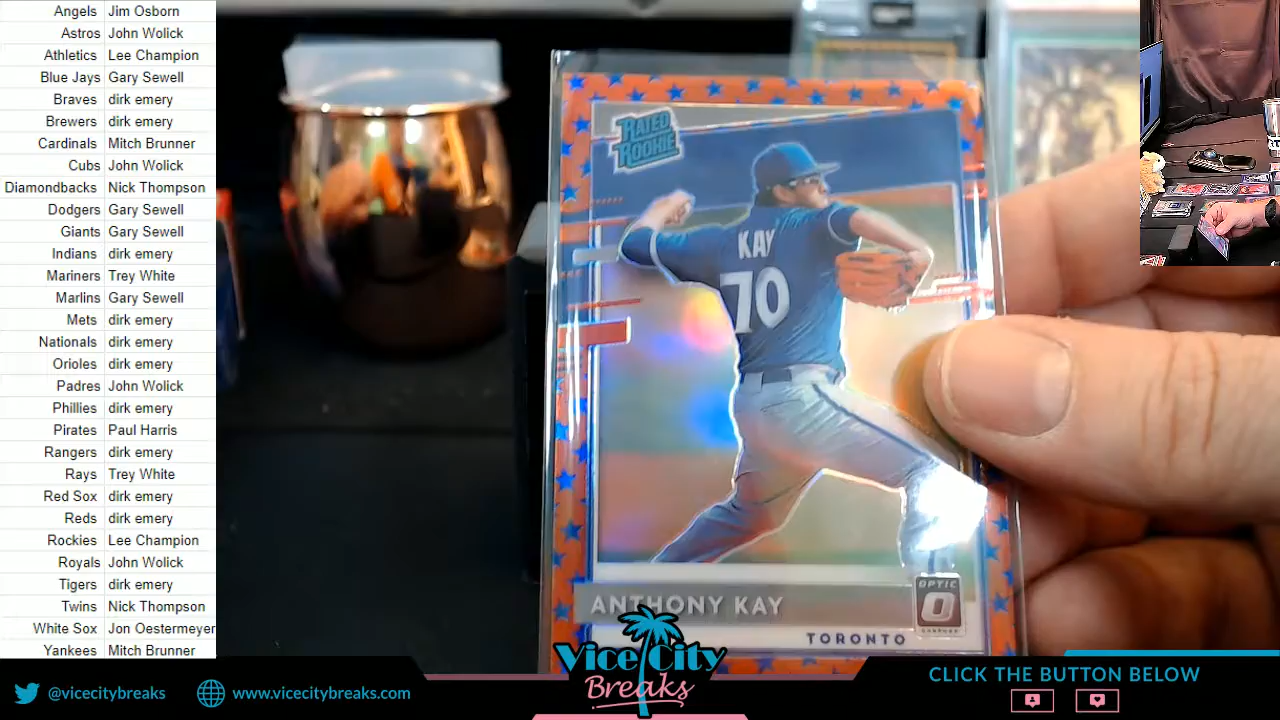 Angels Jim Osborn
Astros John Wolick
Athletics Lee Champion
Blue Jays Gary Sewell
Braves dirk emery
Brewers dirk emery
Cardinals Mitch Brunner
Cubs John Wolick
Diamondbacks Nick Thompson
Dodgers Gary Sewell
Giants Gary Sewell
Indians dirk emery
Mariners Trey White
Marlins Gary Sewell
Mets dirk emery
Nationals dirk emery
Orioles dirk emery
Padres John Wolick
Phillies dirk emery
Pirates Paul Harris
Rangers dirk emery
Rays Trey White
Red Sox dirk emery
Reds dirk emery
Rockies Lee Champion
Royals John Wolick
Tigers dirk emery
Twins Nick Thompson
White Sox Jon Oestermeyer
Yankees Mitch Brunner
RATED
ROOKIE
KAY
70
OPTIC
ANTHONY KAY
TORONTO
Vice City
Breaks
@vicecitybreaks
www.vicecitybreaks.com
CLICK THE BUTTON BELOW